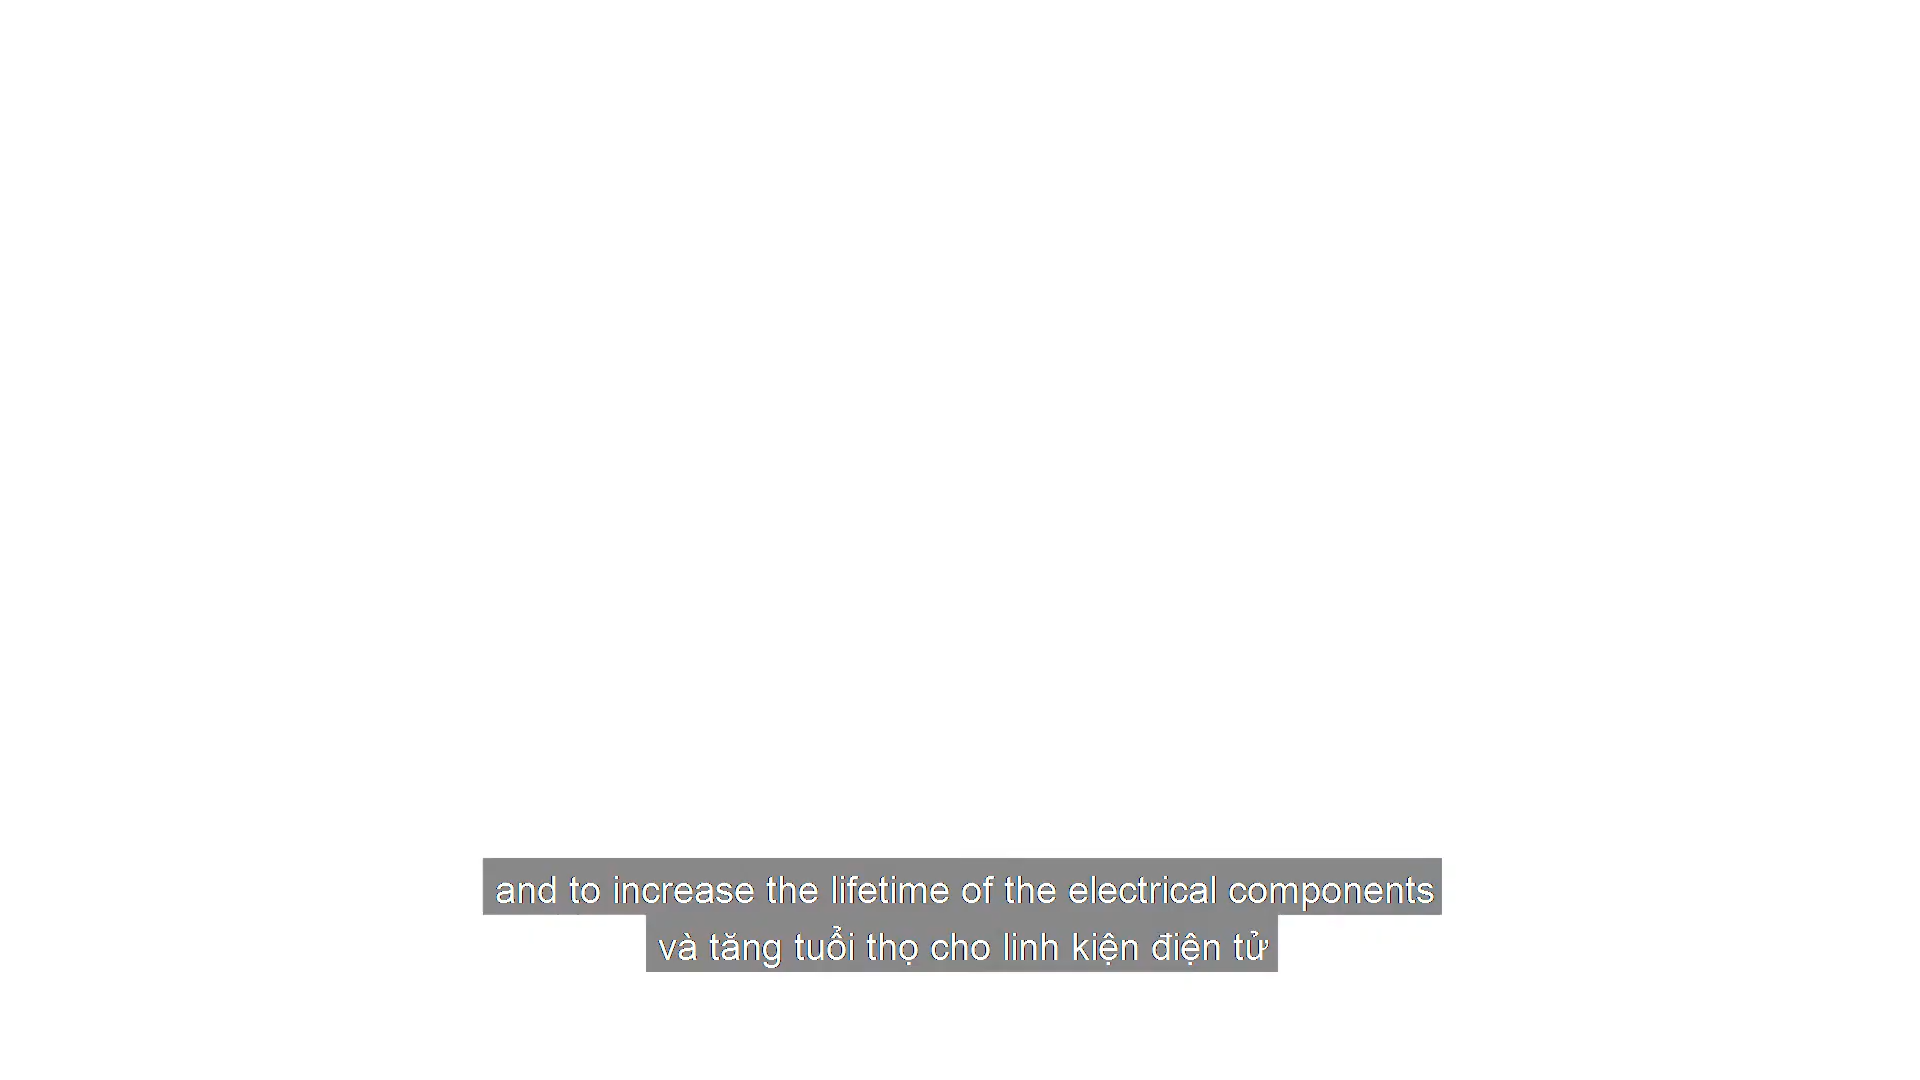 and to increase the lifetime of the electrical components
và tăng tuổi thọ cho linh kiện điện tử